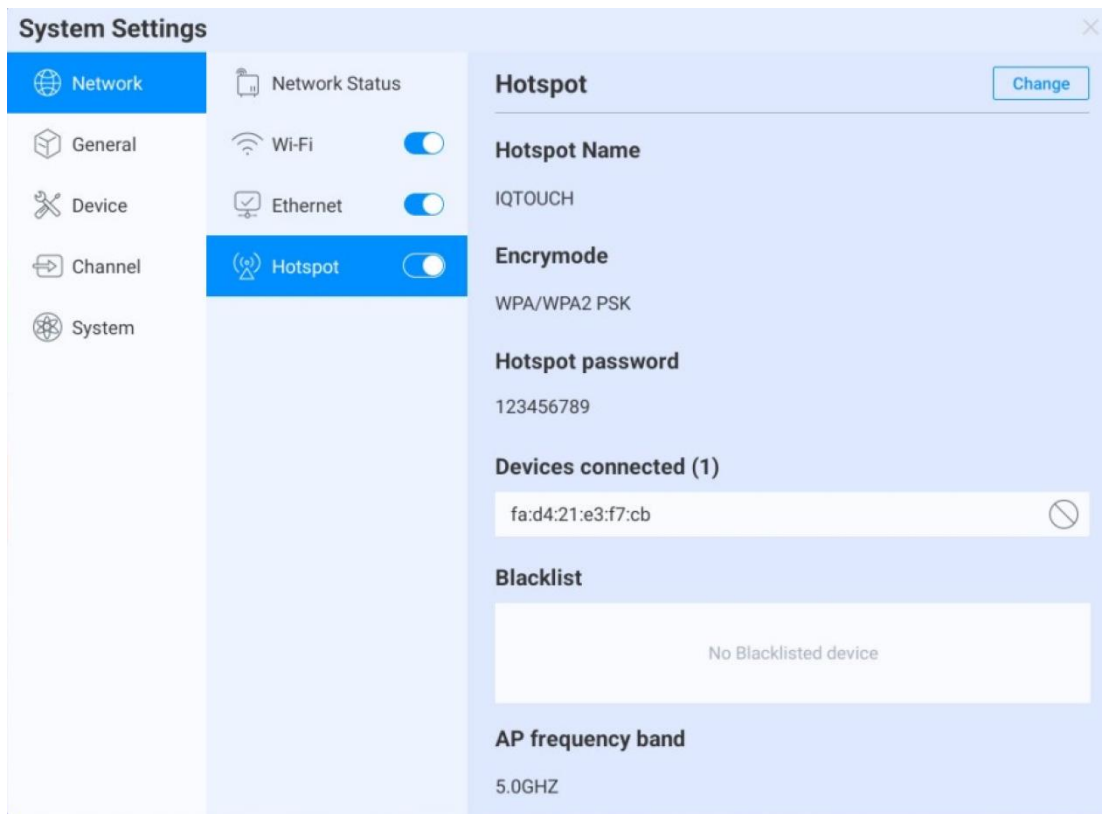 System Settings
Network
General
Device
Channel
System
Network Status
Wi-Fi
Ethernet
Hotspot
Hotspot
Change
Hotspot Name
IQTOUCH
Encrymode
WPA/WPA2 PSK
Hotspot password
123456789
Devices connected (1)
fa:d4:21:e3:f7:cb
Blacklist
No Blacklisted device
AP frequency band
5.0GHZ